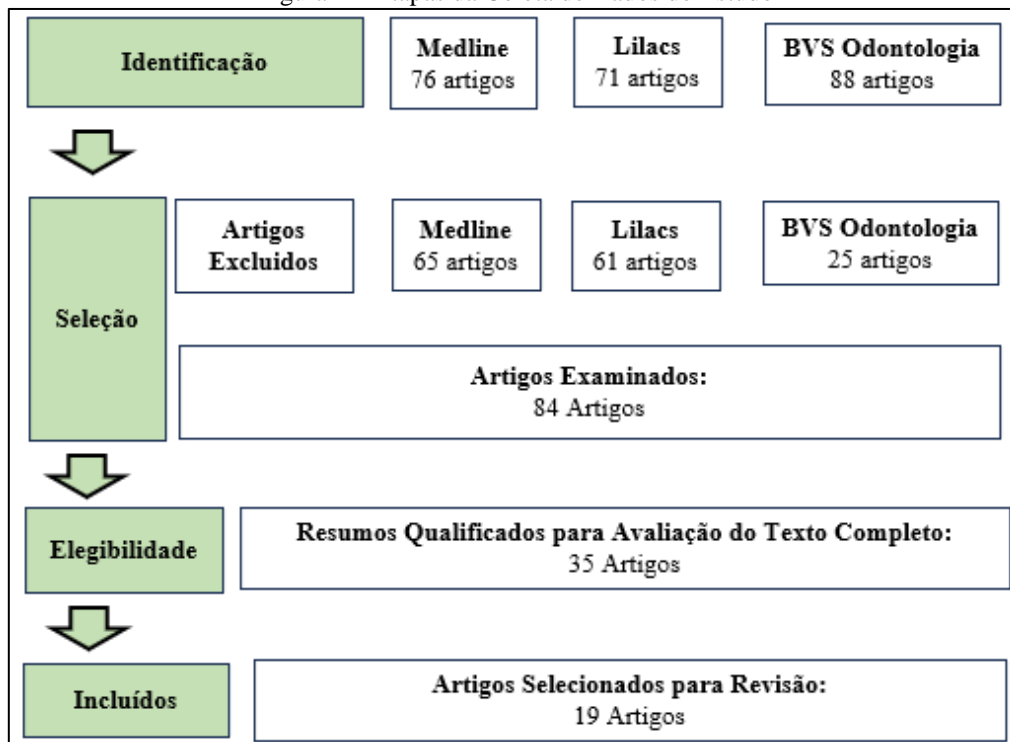 Identificação
Medline
76 artigos
Lilacs
71 artigos
BVS Odontologia
88 artigos
Seleção
Artigos
Excluidos
Medline
65 artigos
Lilacs
61 artigos
BVS Odontologia
25 artigos
Artigos Examinados:
84 Artigos
Elegibilidade
Resumos Qualificados para Avaliação do Texto Completo:
35 Artigos
Incluídos
Artigos Selecionados para Revisão:
19 Artigos